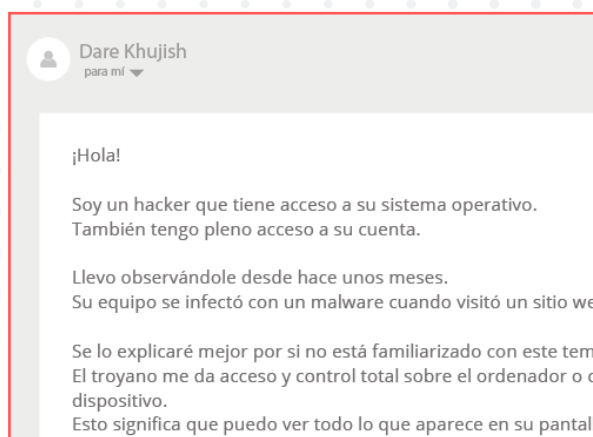 Dare Khujish
para mí
¡Hola!
Soy un hacker que tiene acceso a su sistema operativo.
También tengo pleno acceso a su cuenta.
Llevo observándole desde hace unos meses.
Su equipo se infectó con un malware cuando visitó un sitio we
Se lo explicaré mejor por si no está familiarizado con este tem
El troyano me da acceso y control total sobre el ordenador o
dispositivo.
Esto significa que puedo ver todo lo que aparece en su pantal